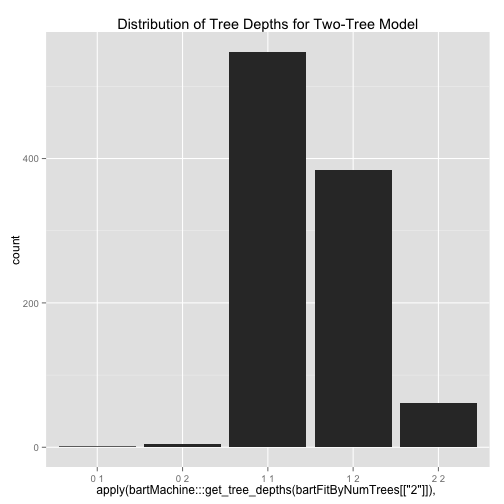 Distribution of Tree Depths for Two-Tree Model
400
200
0
count
0 1 0 2 1 1 1 2 2 2
apply(bartMachine:::get_tree_depths(bartFitByNumTrees[["2"]]),